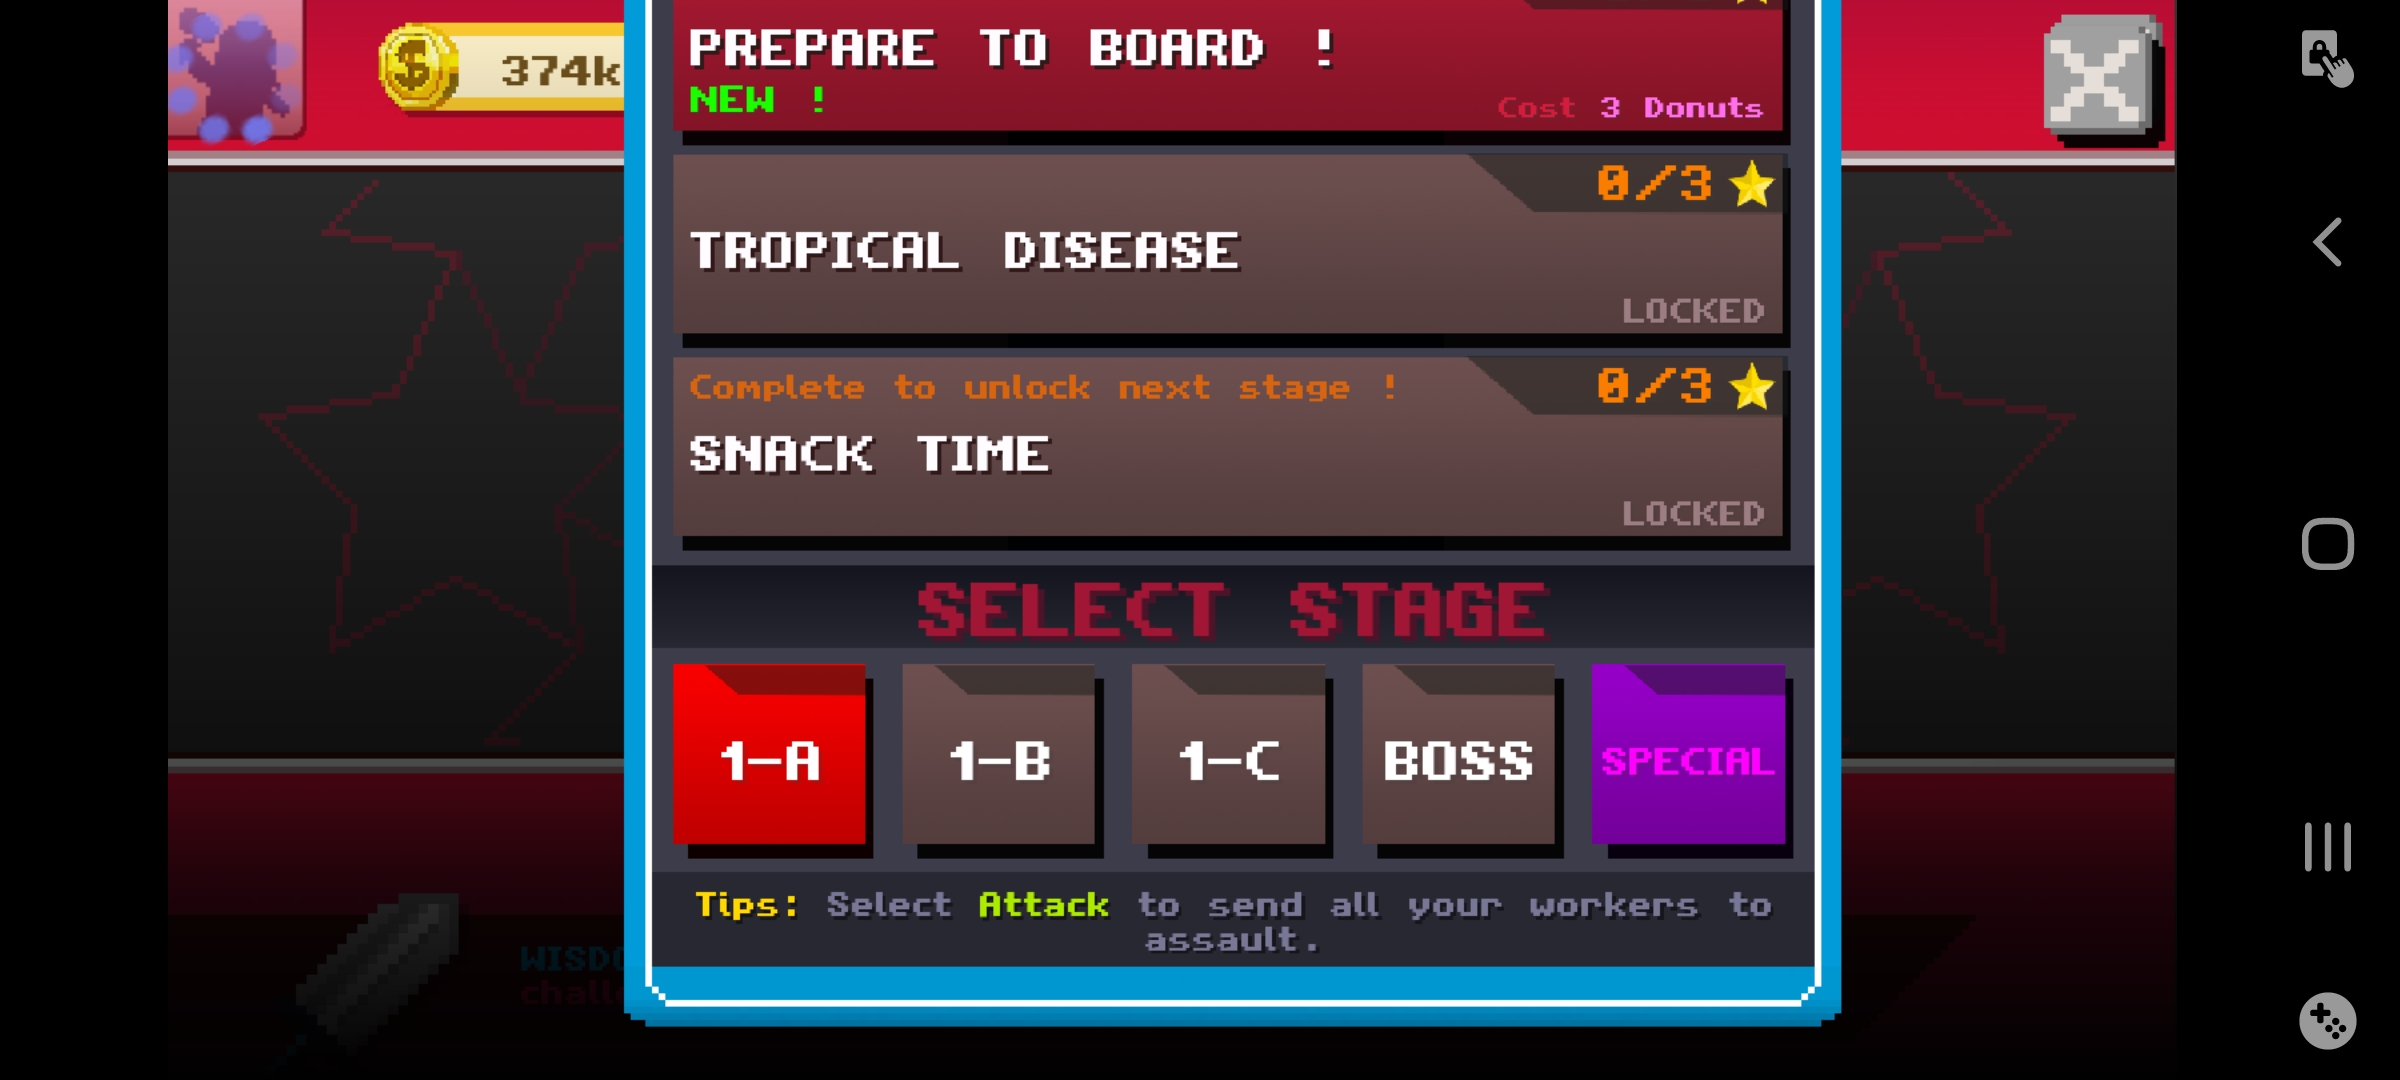 374k
PREPARE TO BOARD !
NEW !
Cost 3 Donuts
0/3
TROPICAL DISEASE
LOCKED
Complete to unlock next stage !
0/3
SNACK TIME
LOCKED
SELECT STAGE
1-A
1-B
1-C
BOSS
SPECIAL
Tips: Select Attack to send all your workers to
assault.